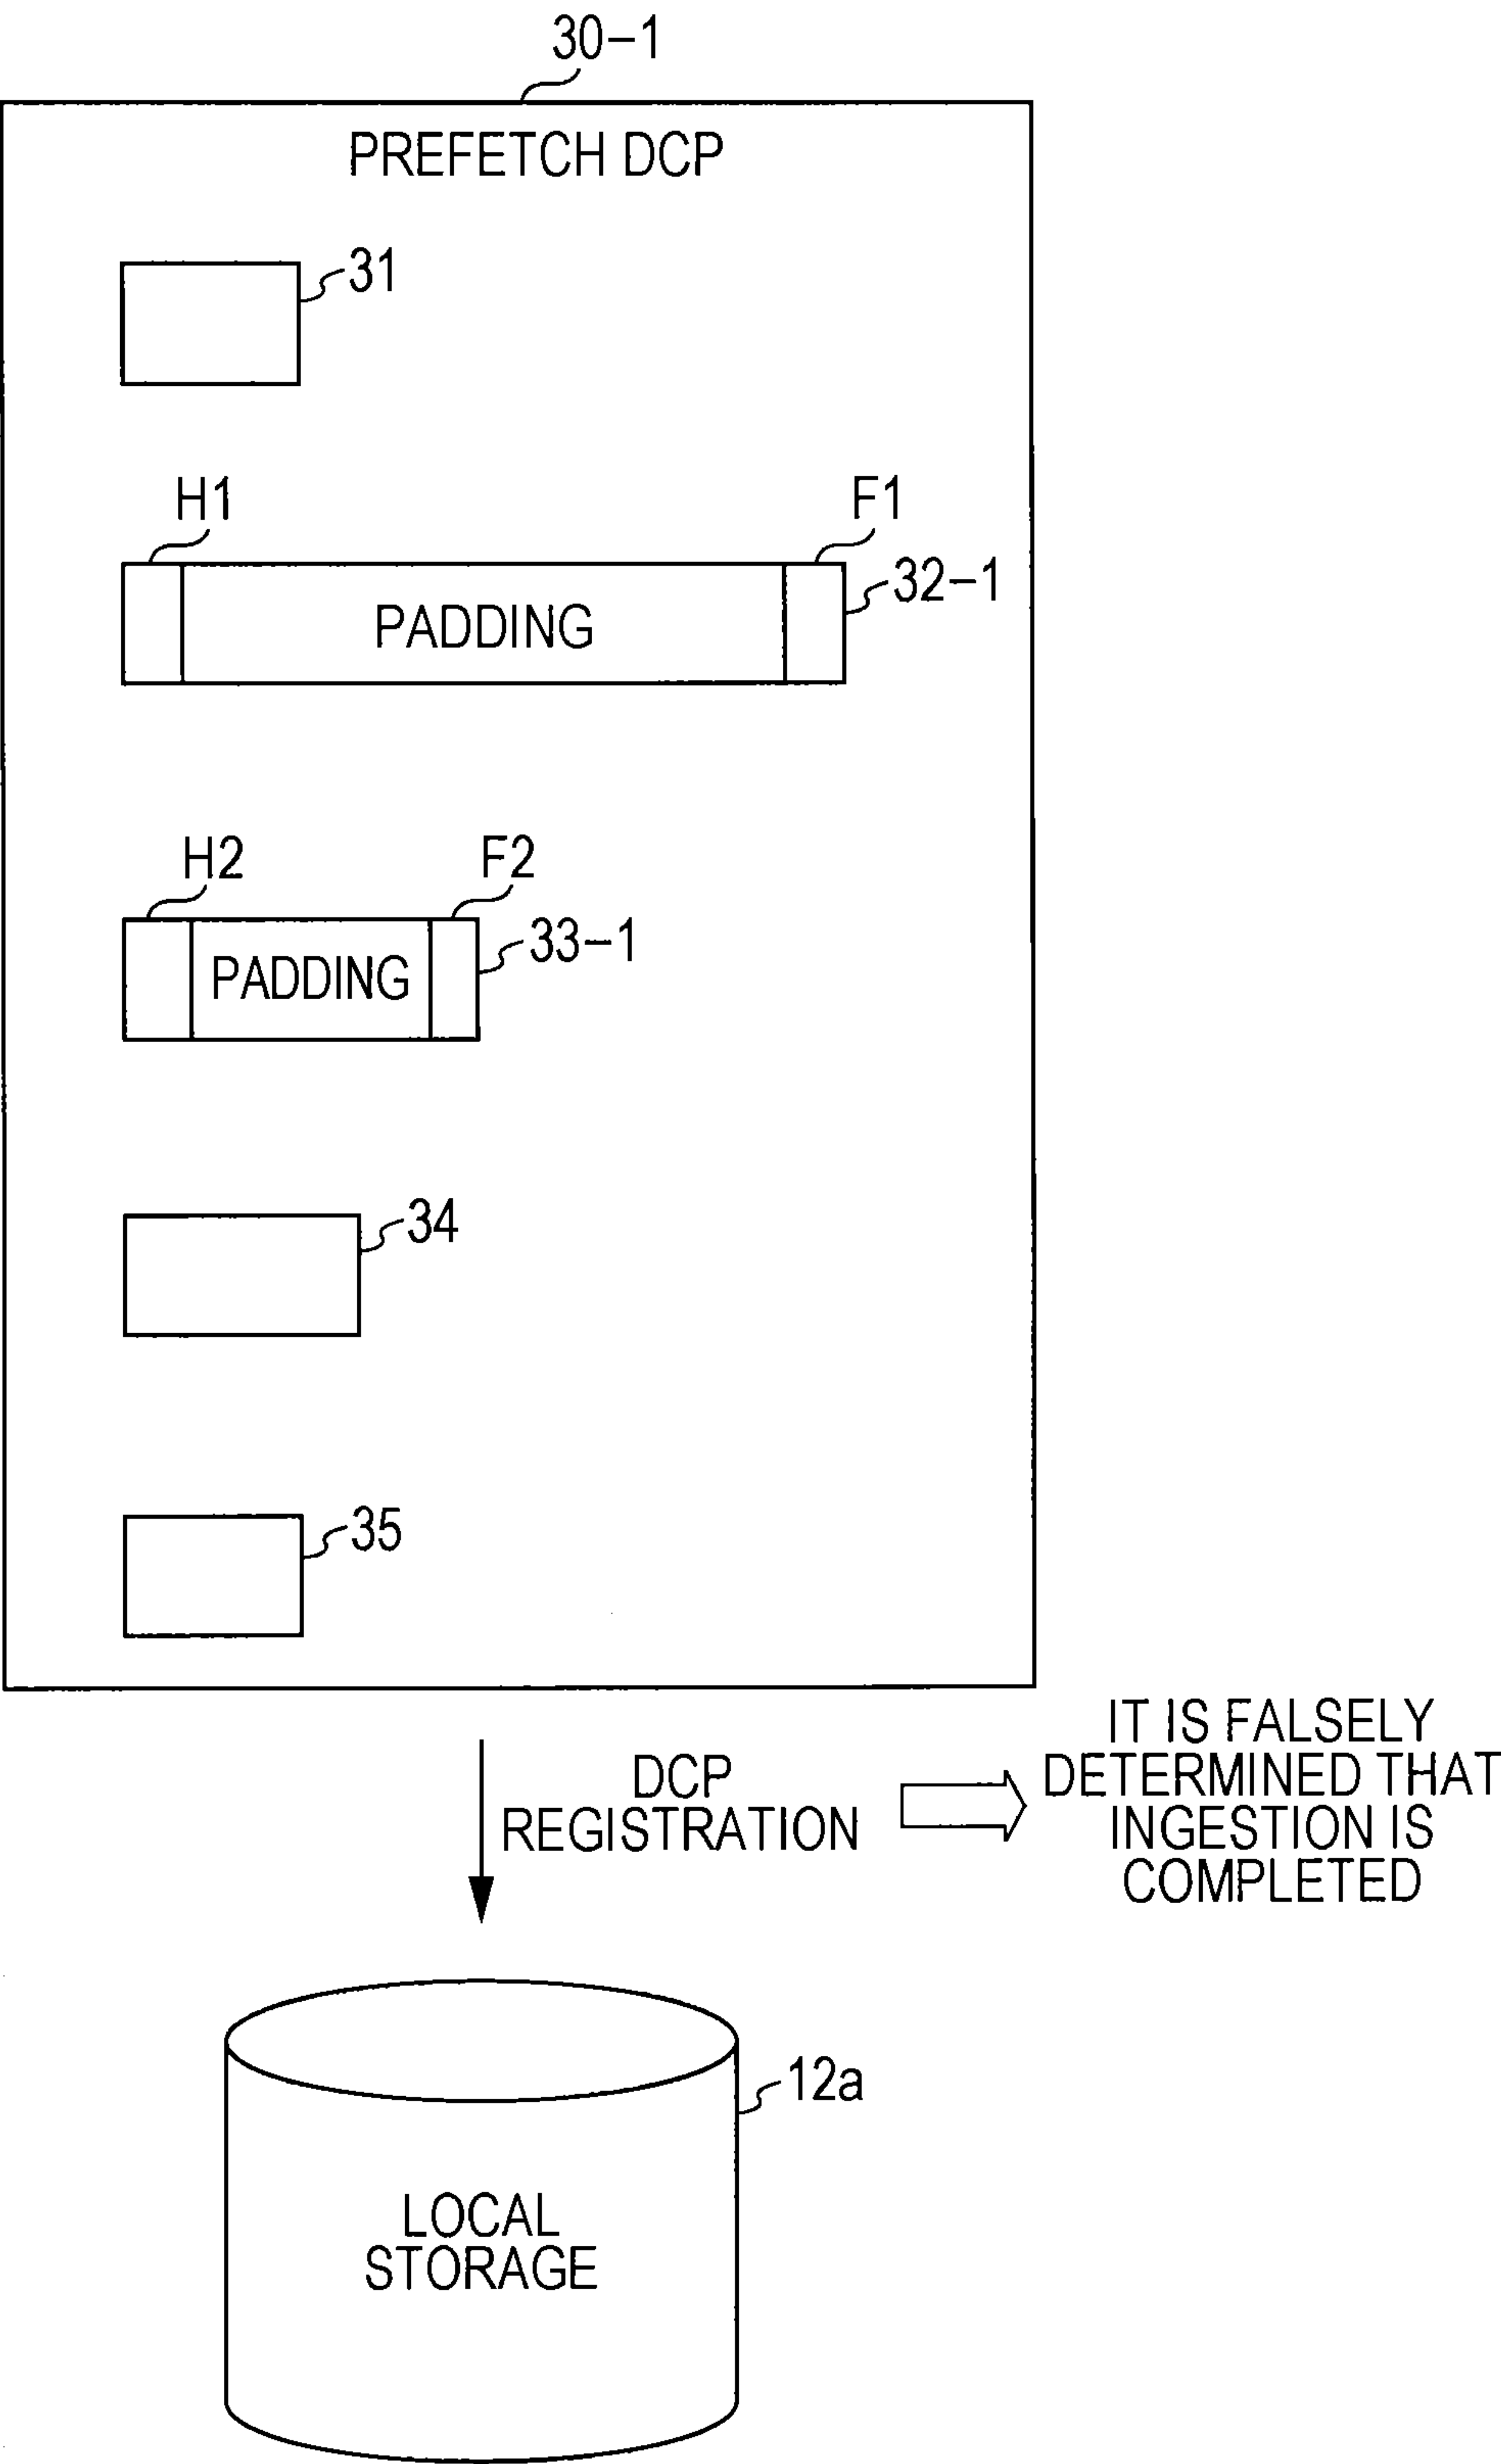 30-1
PREFETCH DCP
31
H1
F1
32-1
PADDING
H2
F2
33-1
PADDING
34
35
DCP
REGISTRATION
IT IS FALSELY
DETERMINED THAT
INGESTION IS
COMPLETED
12a
LOCAL
STORAGE